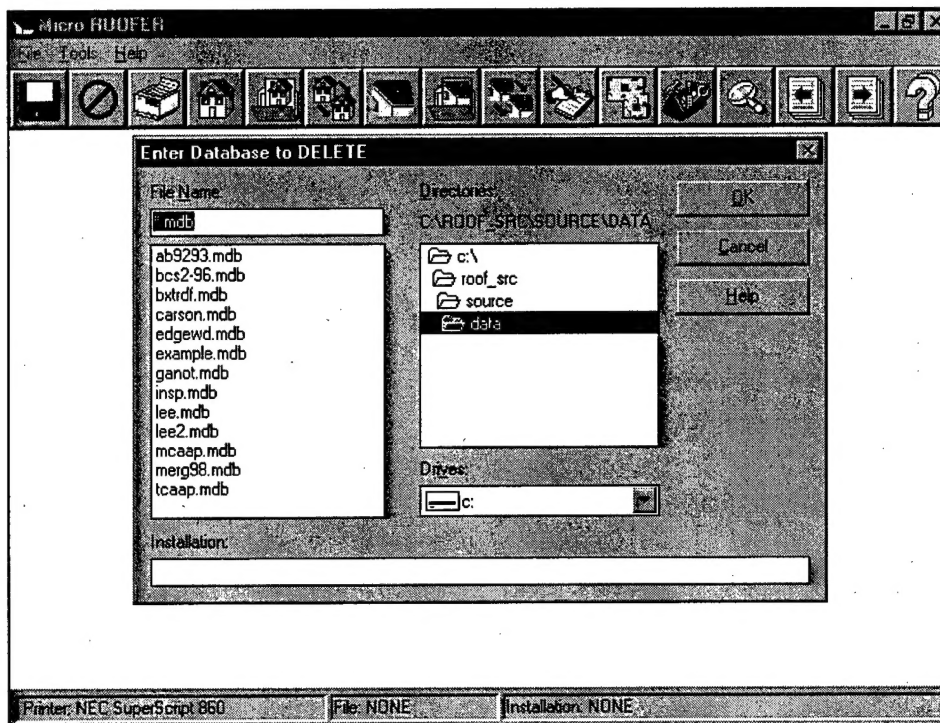 Micro ROOFER
File Tools Help
Enter Database to DELETE
File Name:
*.mdb
ab9293.mdb
bcs2-96.mdb
bxtrdf.mdb
carson.mdb
edgewd.mdb
example.mdb
ganot.mdb
insp.mdb
lee.mdb
lee2.mdb
mcaap.mdb
merg98.mdb
tcaap.mdb
Directories:
C:\ROOF_SRC\SOURCE\DATA
c:\
roof_src
source
data
Drives:
c:
OK
Cancel
Help
Installation:
Printer: NEC SuperScript 860
File: NONE
Installation: NONE